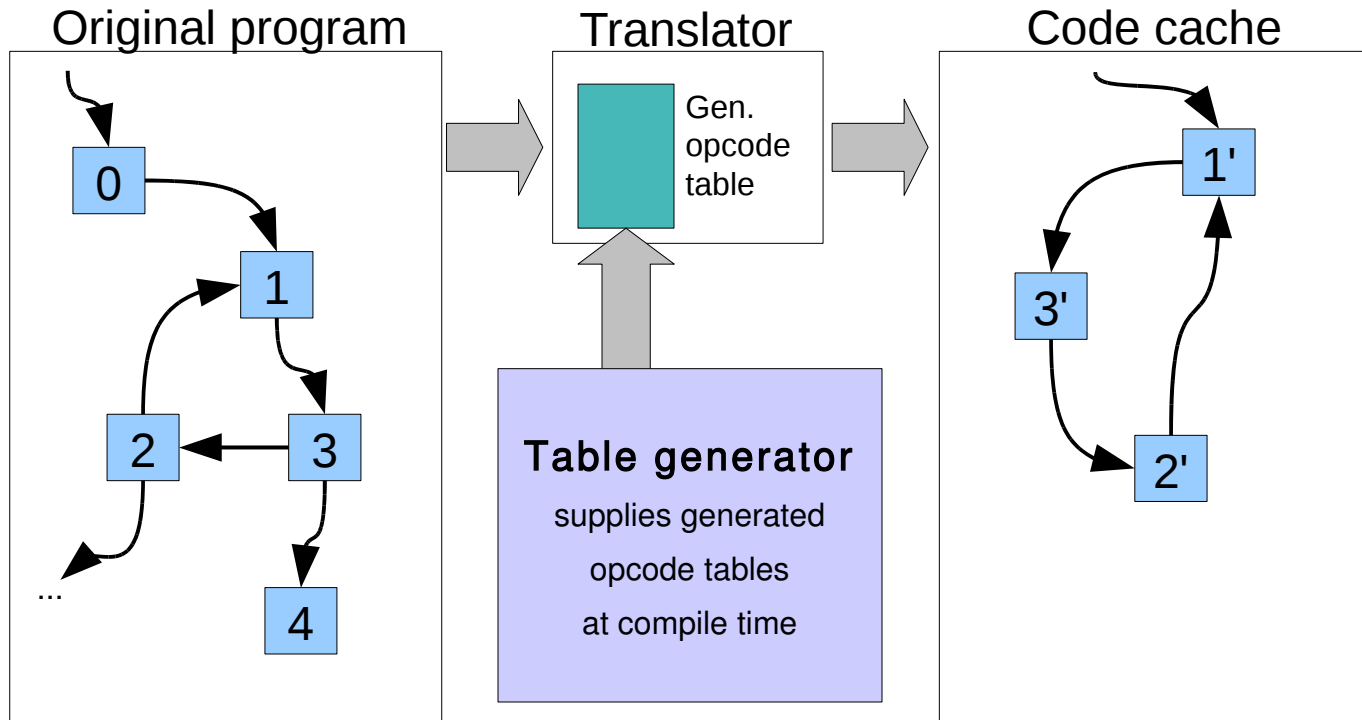 Original program
Translator
Code cache
0
1
2
3
4
...
Gen.
opcode
table
Table generator
supplies generated
opcode tables
at compile time
1'
3'
2'